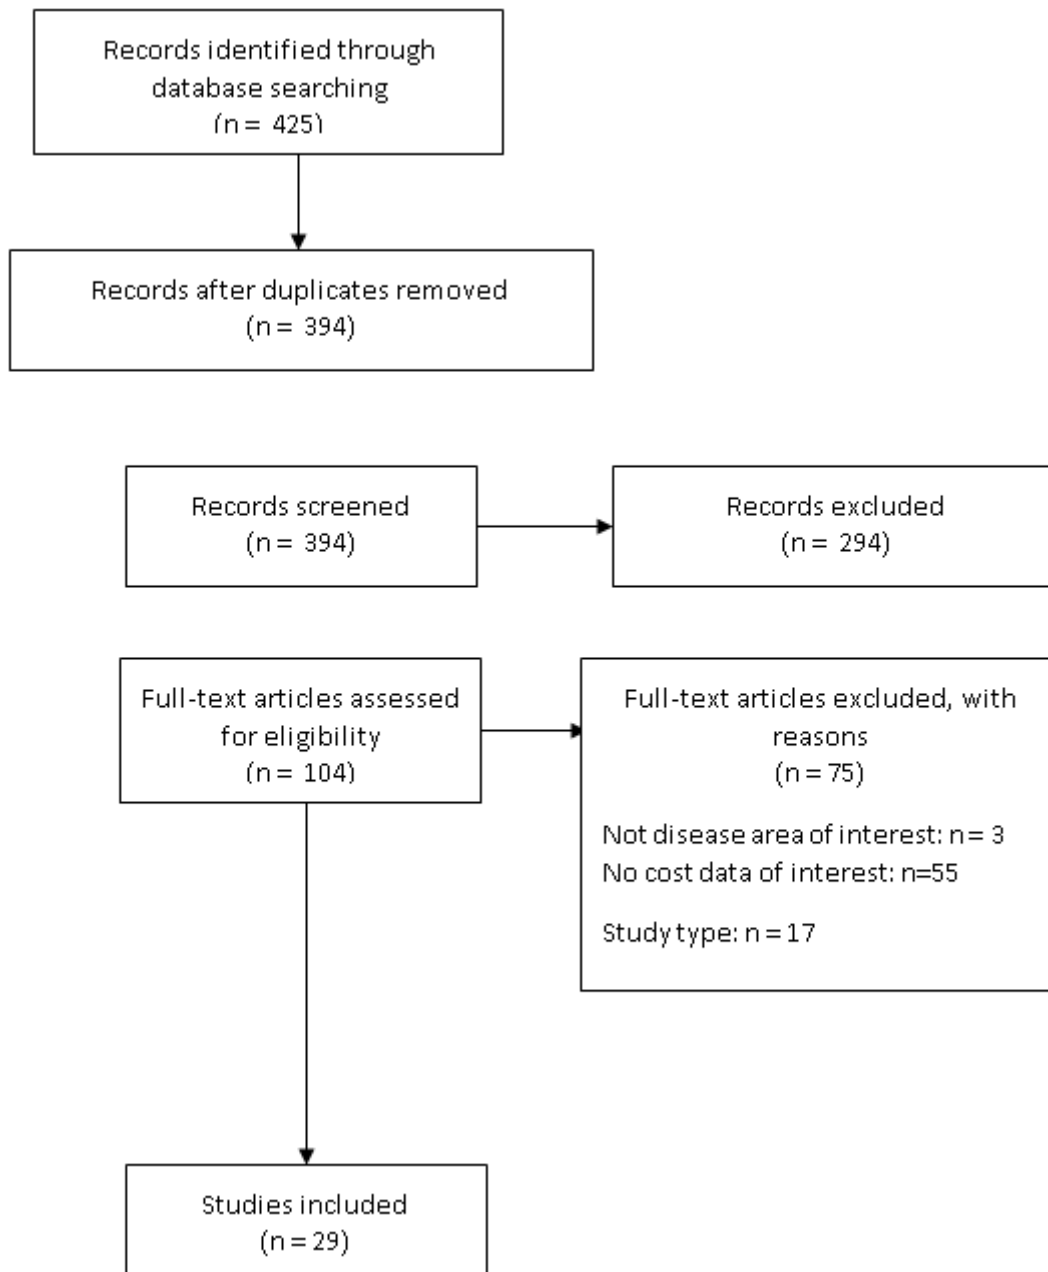 Records identified through
database searching
(n = 425)
Records after duplicates removed
(n = 394)
Records screened
(n = 394)
Records excluded
(n = 294)
Full-text articles assessed
for eligibility
(n = 104)
Full-text articles excluded, with
reasons
(n = 75)
Not disease area of interest: n = 3
No cost data of interest: n=55
Study type: n = 17
Studies included
(n = 29)